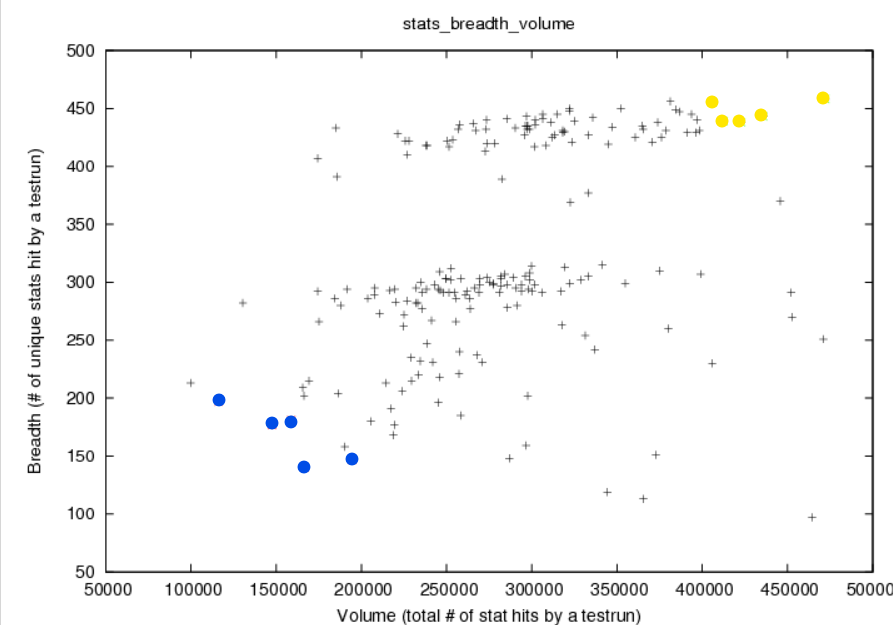 stats_breadth_volume
500
450
400
350
300
250
200
150
100
50
Breadth (# of unique stats hit by a testrun)
50000 100000 150000 200000 250000 300000 350000 400000 450000 50000
Volume (total # of stat hits by a testrun)